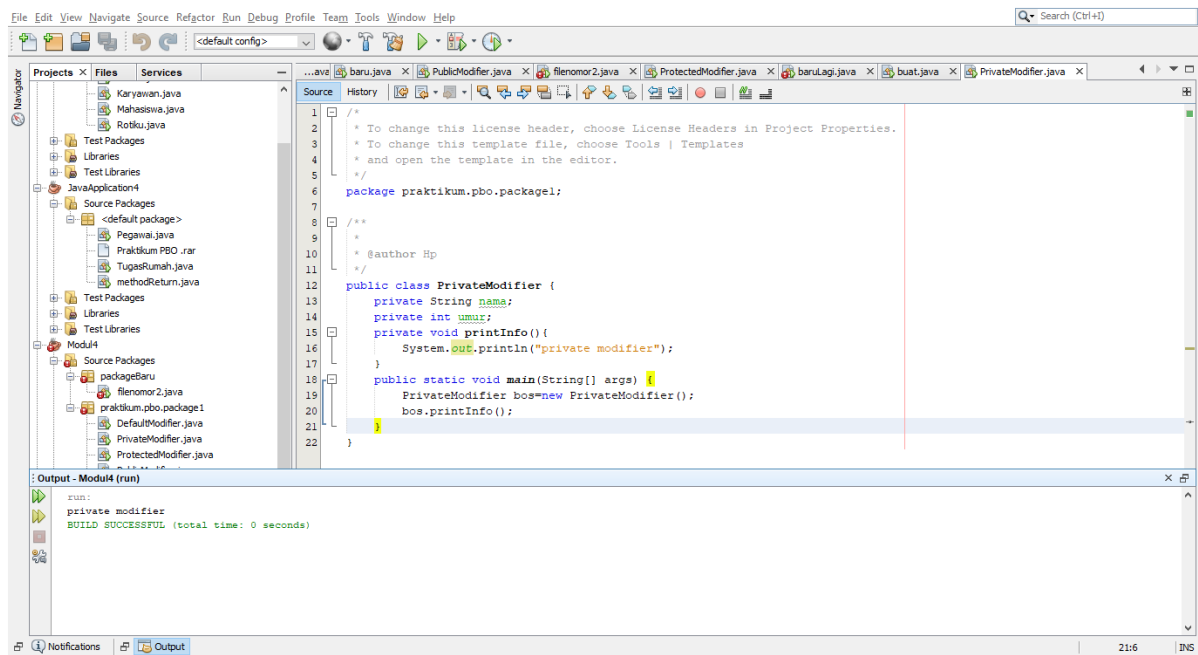 File Edit View Navigate Source Refactor Run Debug Profile Team Tools Window Help
Search (Ctrl+I)
<default config>
Navigator
Projects Files Services
Karyawan.java
Mahasiswa.java
Rotiku.java
Test Packages
Libraries
Test Libraries
JavaApplication4
Source Packages
<default package>
Pegawai.java
Praktikum PBO .rar
TugasRumah.java
methodReturn.java
Test Packages
Libraries
Test Libraries
Modul4
Source Packages
packageBaru
filenomor2.java
praktikum.pbo.package1
DefaultModifier.java
PrivateModifier.java
ProtectedModifier.java
...ava baru.java PublicModifier.java filenomor2.java ProtectedModifier.java baruLagi.java buat.java PrivateModifier.java
Source History
1 /*
2 * To change this license header, choose License Headers in Project Properties.
3 * To change this template file, choose Tools | Templates
4 * and open the template in the editor.
5 */
6 package praktikum.pbo.package1;
7
8 /**
9 *
10 * @author Hp
11 */
12 public class PrivateModifier {
13 private String nama;
14 private int umur;
15 private void printInfo(){
16 System.out.println("private modifier");
17 }
18 public static void main(String[] args) {
19 PrivateModifier bos=new PrivateModifier();
20 bos.printInfo();
21 }
22 }
Output - Modul4 (run)
run:
private modifier
BUILD SUCCESSFUL (total time: 0 seconds)
Notifications Output
21:6 INS